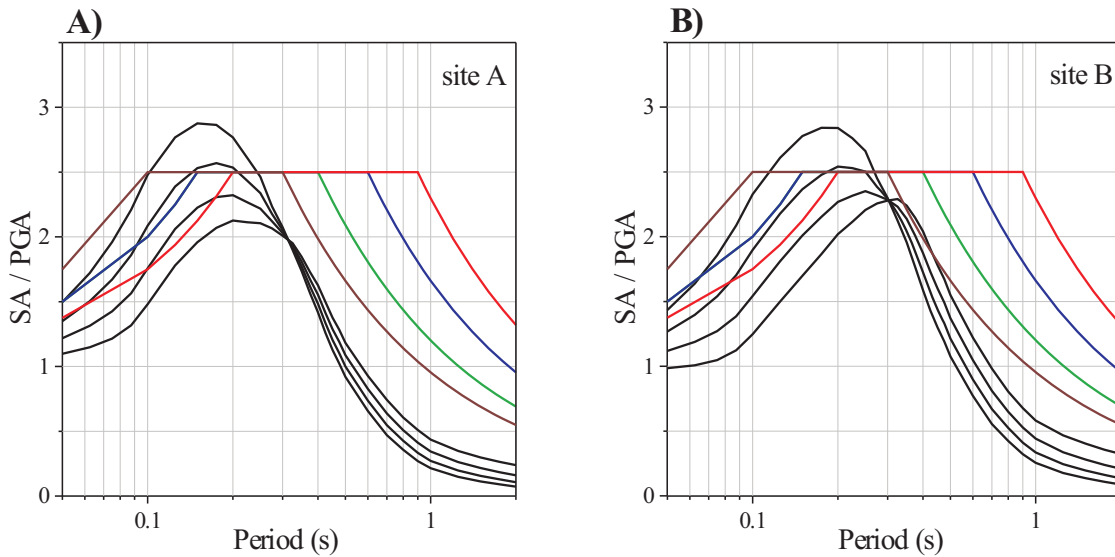 A)
site A
SA / PGA
3
2
1
0
0.1
1
Period (s)
B)
site B
SA / PGA
3
2
1
0
0.1
1
Period (s)